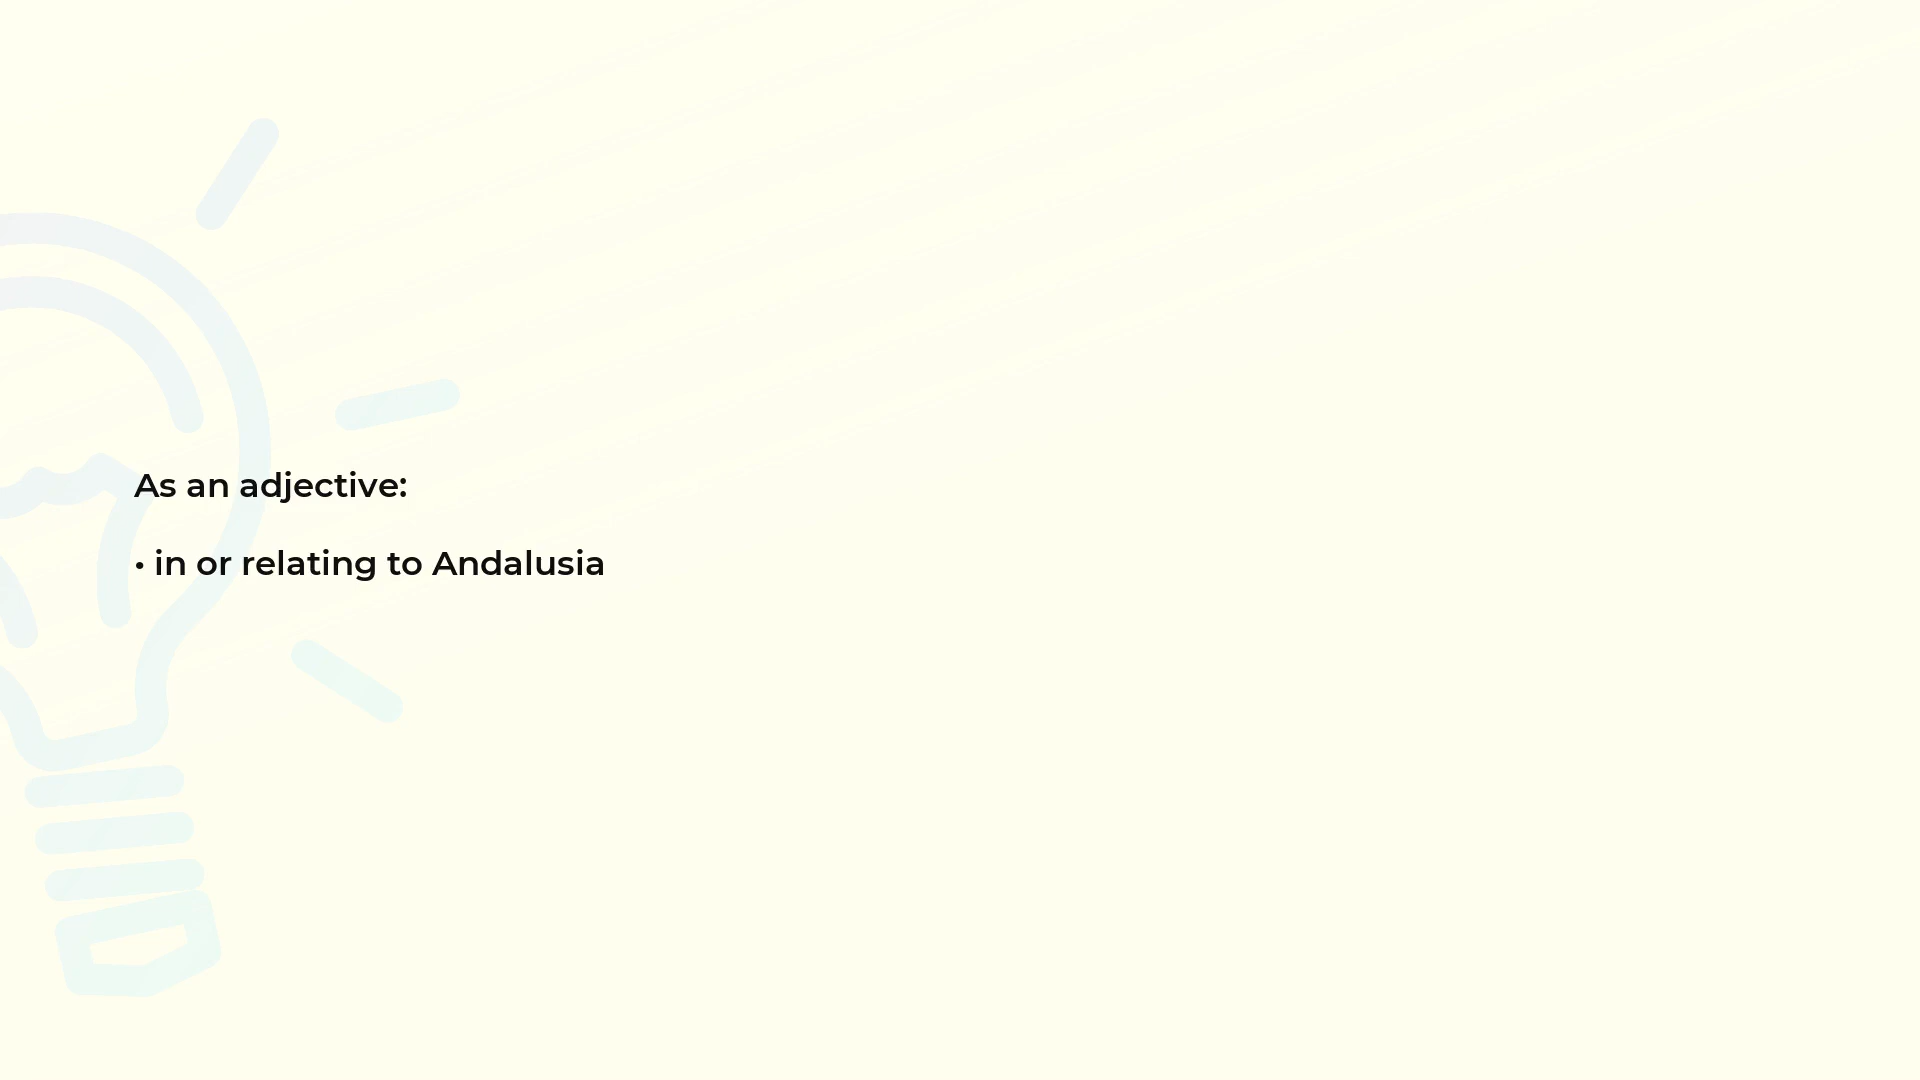 As an adjective:
• in or relating to Andalusia